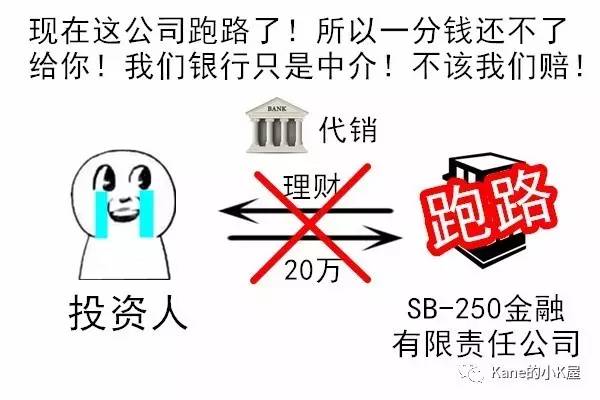 现在这公司跑路了！所以一分钱还不了
给你！我们银行只是中介！不该我们赔！
BANK
代销
理财
跑路
20万
投资人
SB-250金融
有限责任公司
Kane的小K屋